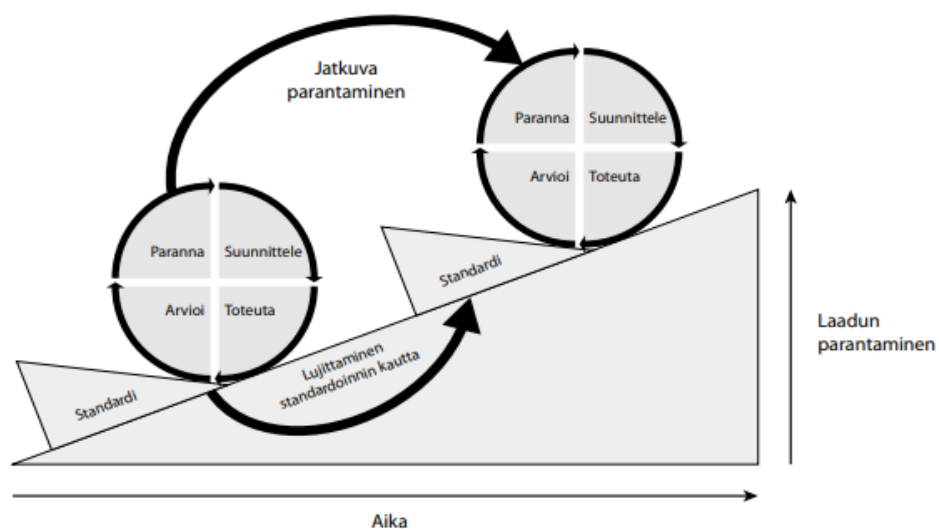 Jatkuva
parantaminen
Paranna Suunnittele
Arvioi Toteuta
Paranna Suunnittele
Arvioi Toteuta
Standardi
Standardi
Lujittaminen
standardoinnin kautta
Laadun
parantaminen
Aika